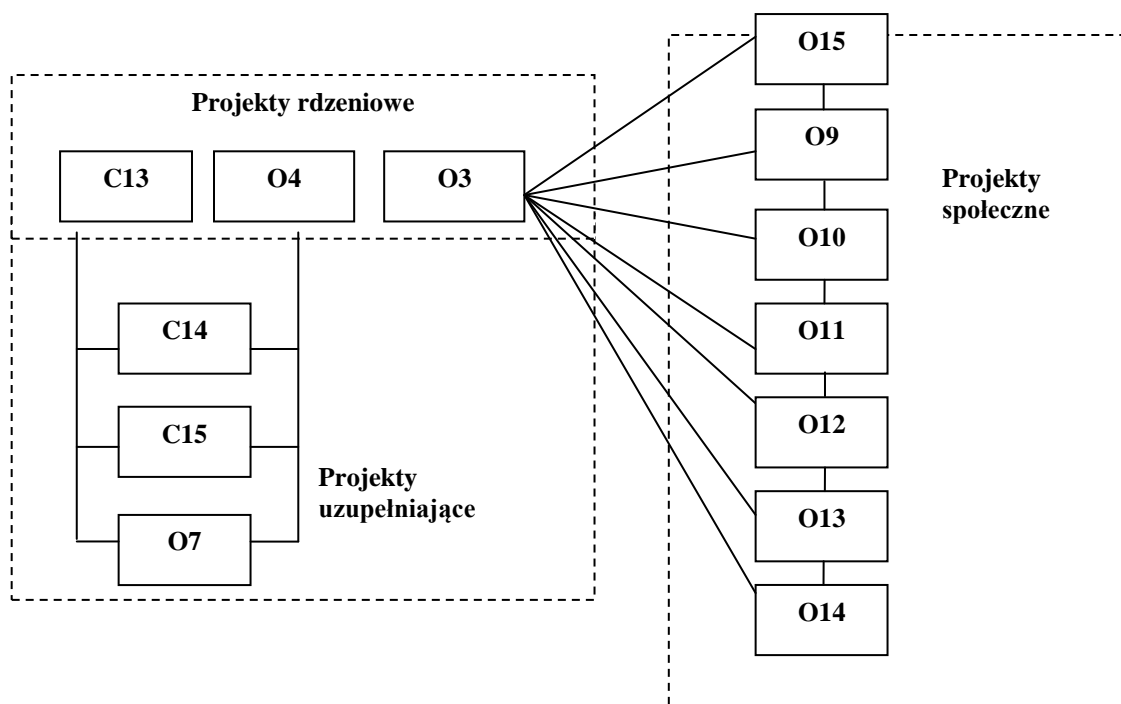 O15
Projekty rdzeniowe
O9
C13
O4
O3
Projekty
społeczne
O10
C14
O11
C15
O12
Projekty
uzupełniające
O7
O13
O14